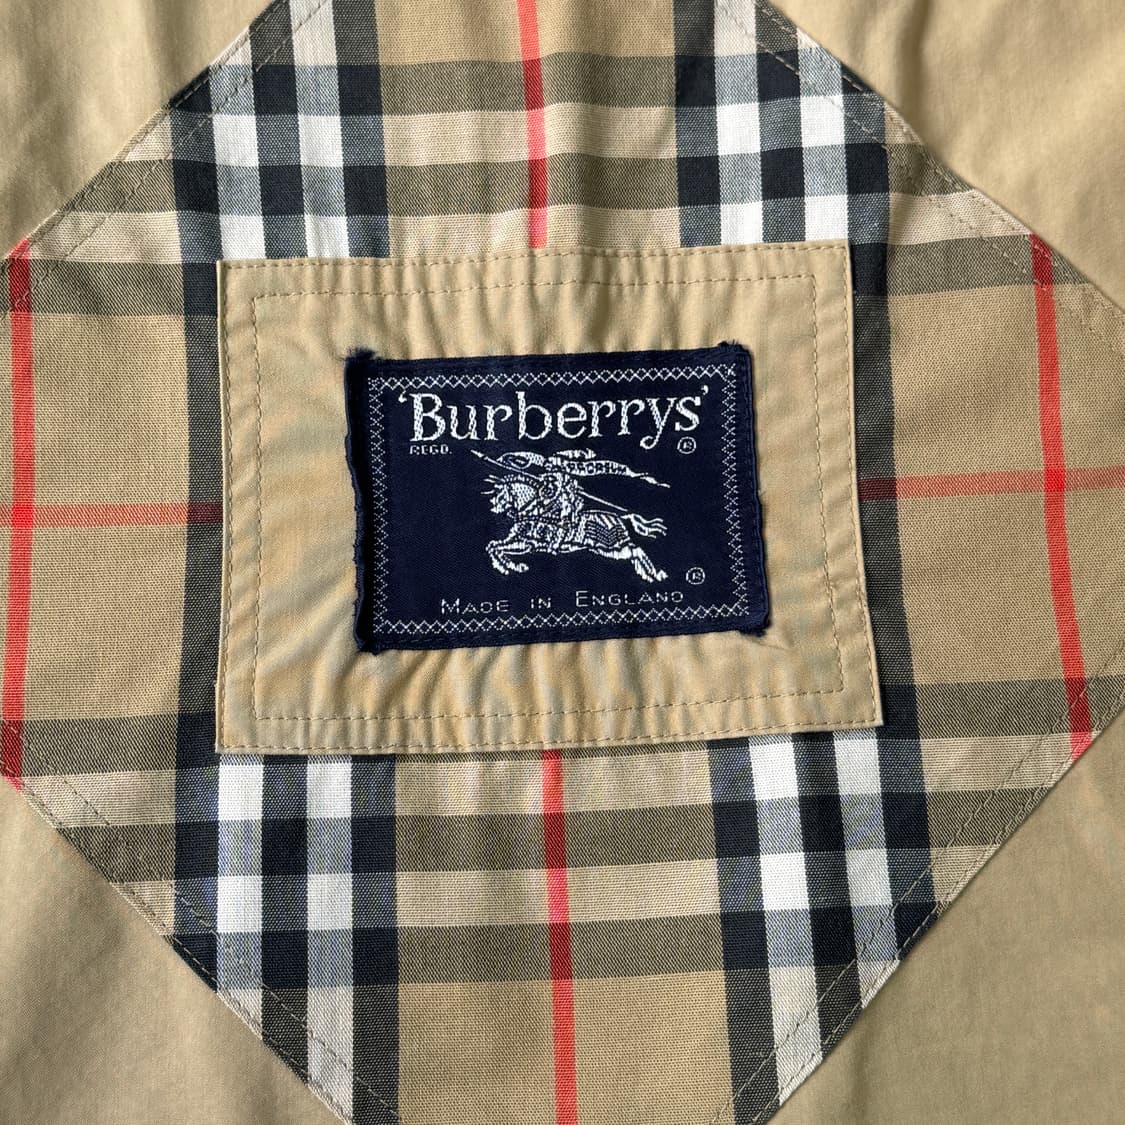 'Burberrys'
REGD. ®
PRORSUM
®
MADE IN ENGLAND